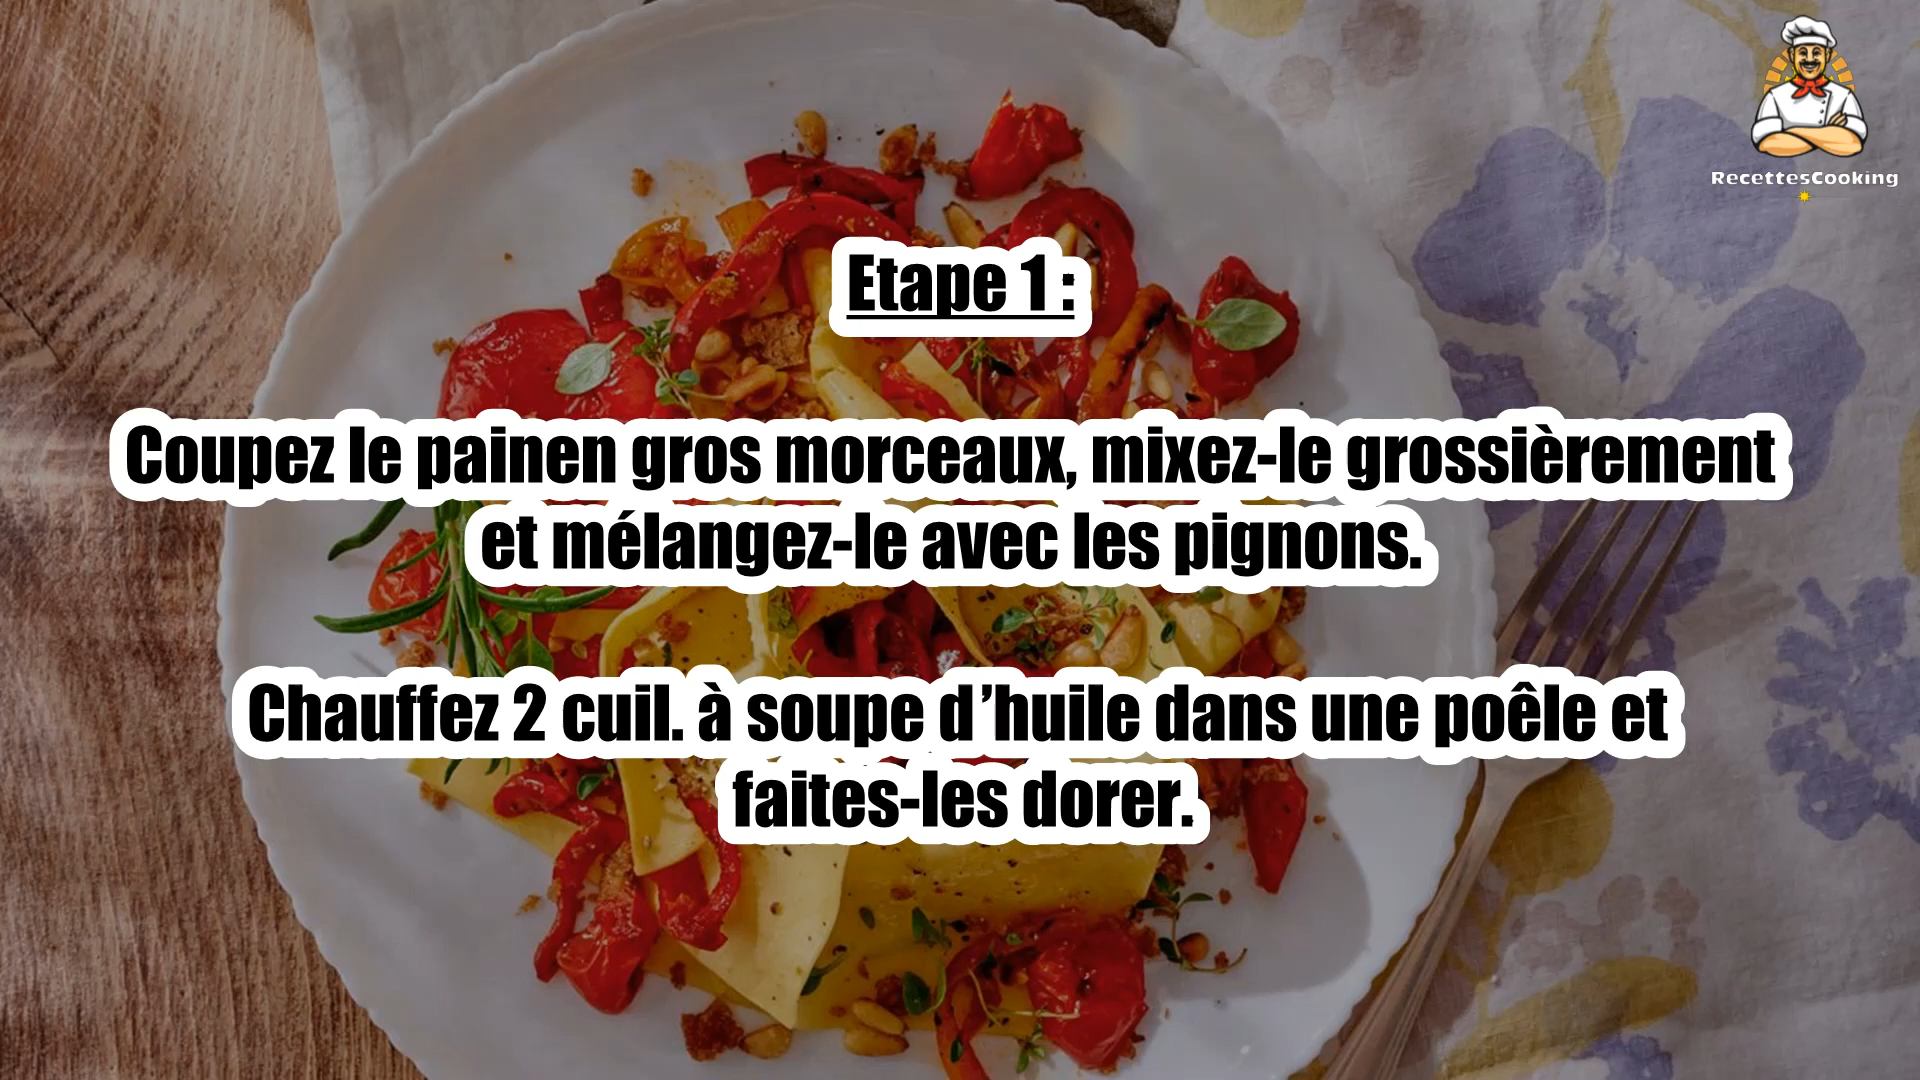 RecettesCooking
Etape 1 :
Coupez le painen gros morceaux, mixez-le grossièrement
et mélangez-le avec les pignons.
Chauffez 2 cuil. à soupe d’huile dans une poêle et
faites-les dorer.